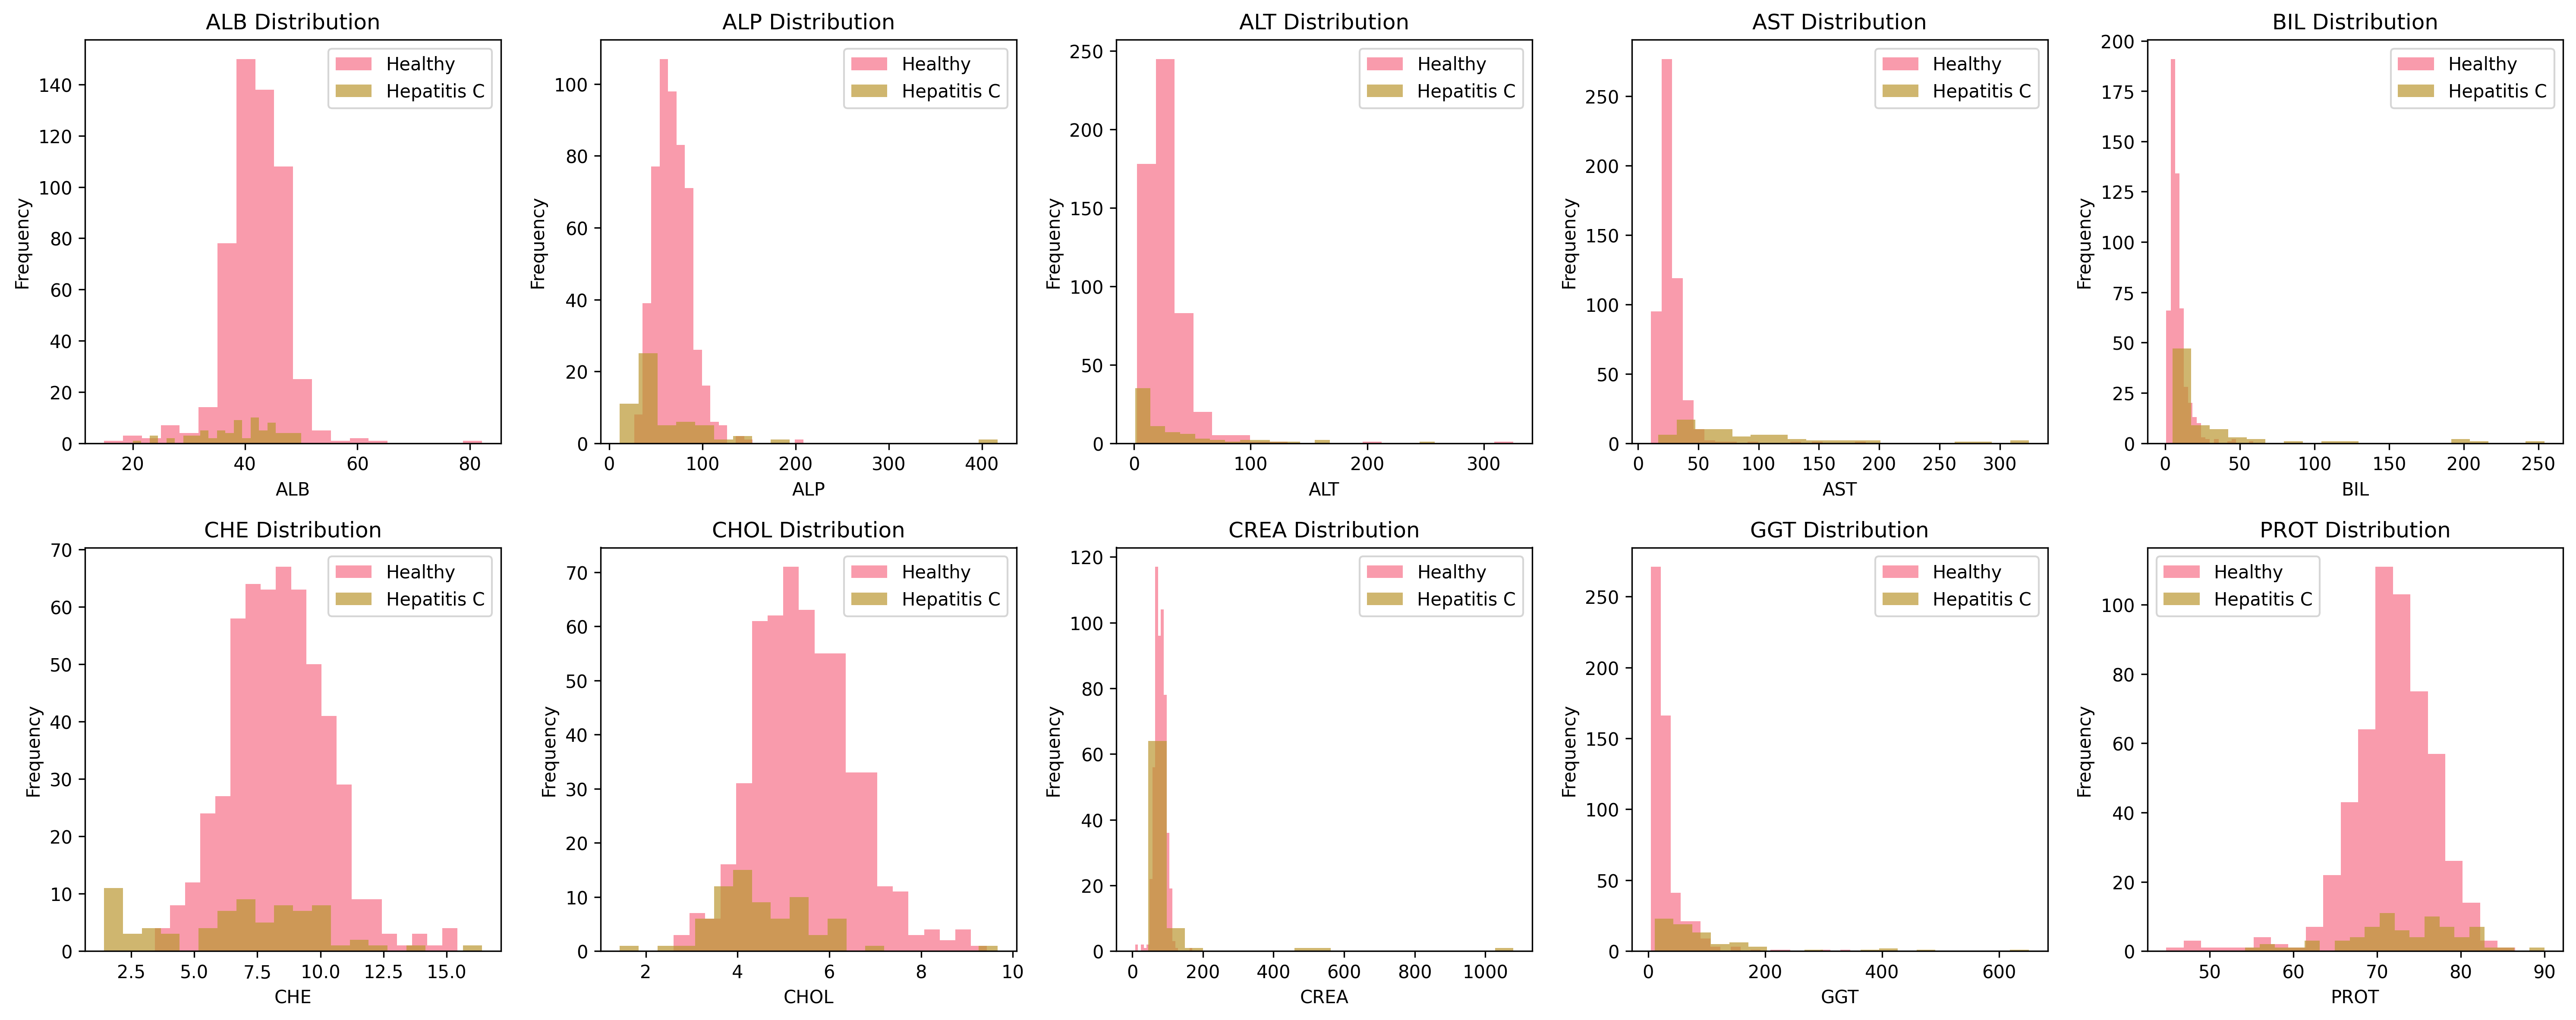 ALB Distribution
Healthy
Hepatitis C
Frequency
140
120
100
80
60
40
20
0
20 40 60 80
ALB
ALP Distribution
Healthy
Hepatitis C
Frequency
100
80
60
40
20
0
0 100 200 300 400
ALP
ALT Distribution
Healthy
Hepatitis C
Frequency
250
200
150
100
50
0
0 100 200 300
ALT
AST Distribution
Healthy
Hepatitis C
Frequency
250
200
150
100
50
0
0 50 100 150 200 250 300
AST
BIL Distribution
Healthy
Hepatitis C
Frequency
200
175
150
125
100
75
50
25
0
0 50 100 150 200 250
BIL
CHE Distribution
Healthy
Hepatitis C
Frequency
70
60
50
40
30
20
10
0
2.5 5.0 7.5 10.0 12.5 15.0
CHE
CHOL Distribution
Healthy
Hepatitis C
Frequency
70
60
50
40
30
20
10
0
2 4 6 8 10
CHOL
CREA Distribution
Healthy
Hepatitis C
Frequency
120
100
80
60
40
20
0
0 200 400 600 800 1000
CREA
GGT Distribution
Healthy
Hepatitis C
Frequency
250
200
150
100
50
0
0 200 400 600
GGT
PROT Distribution
Healthy
Hepatitis C
Frequency
100
80
60
40
20
0
50 60 70 80 90
PROT